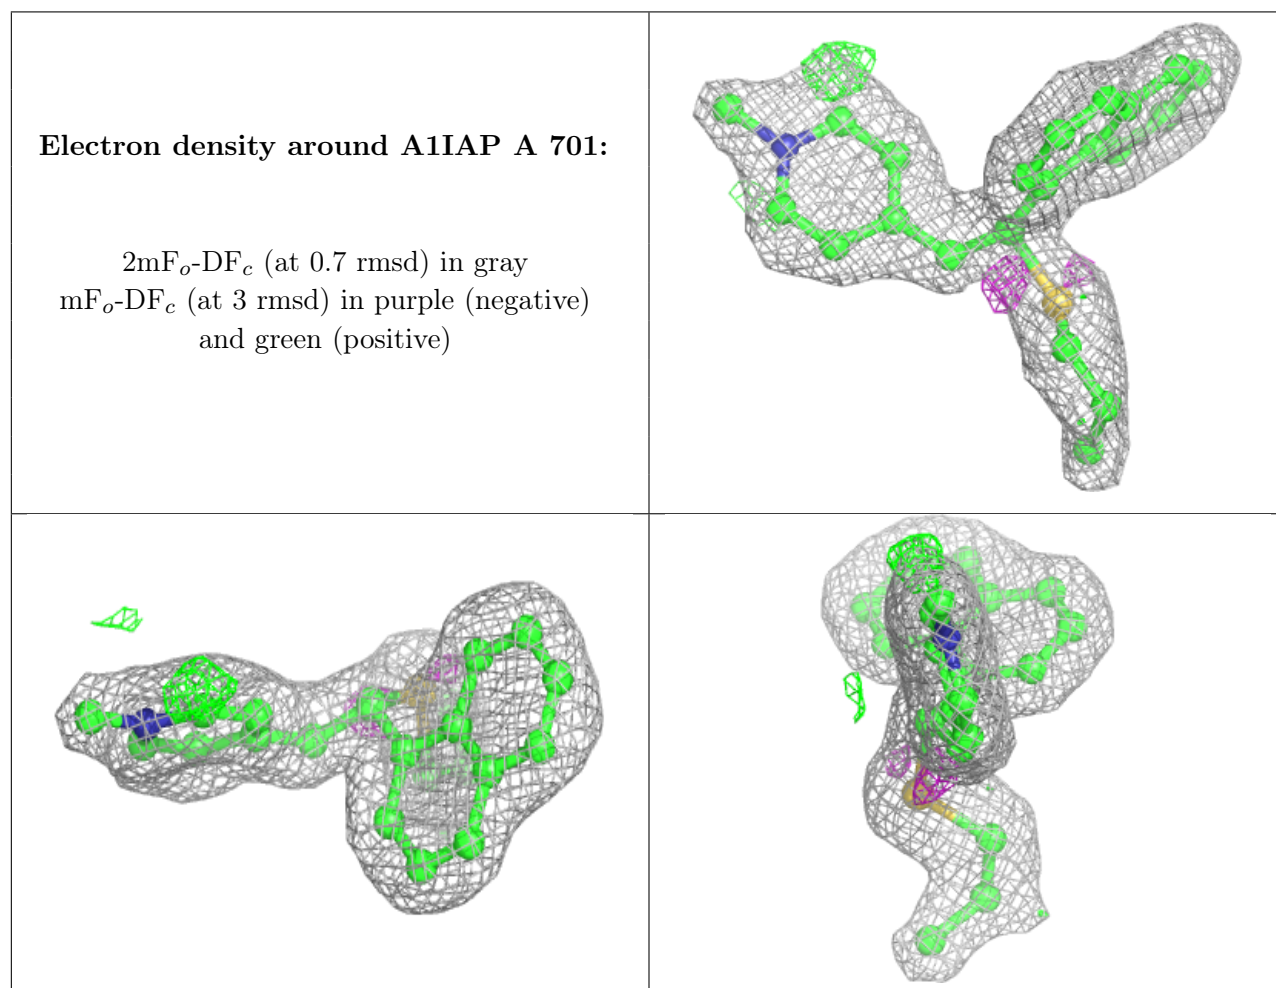 Electron density around A1IAP A 701:
2mFo-DFc (at 0.7 rmsd) in gray
mFo-DFc (at 3 rmsd) in purple (negative)
and green (positive)